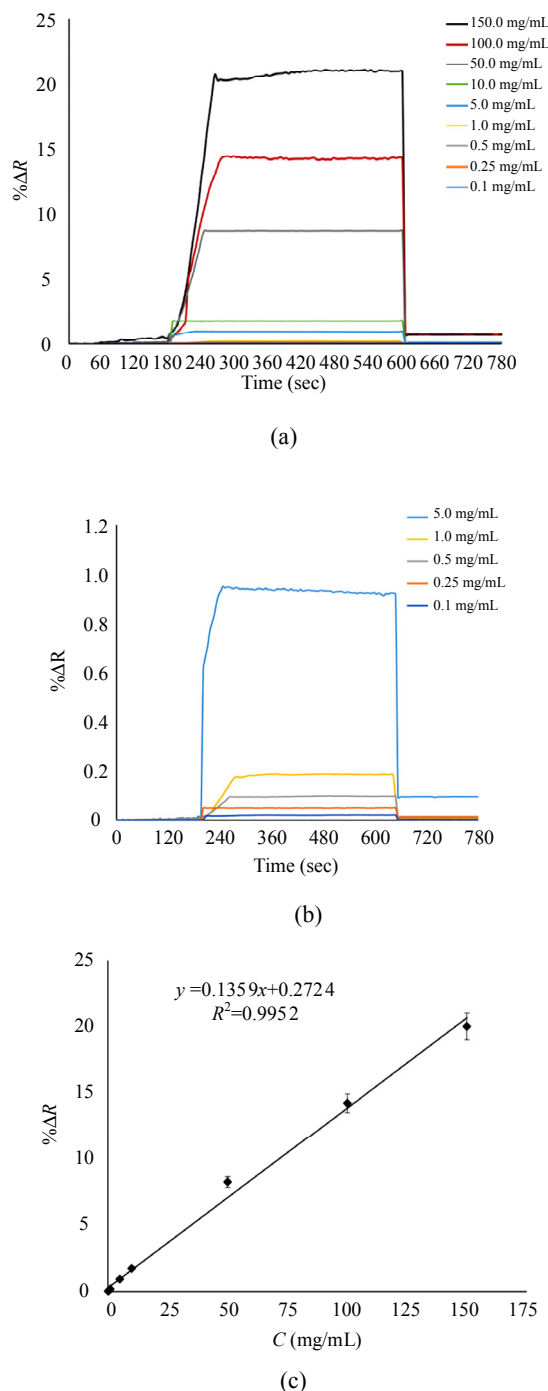 25
20
15
10
5
0
%ΔR
0 60 120 180 240 300 360 420 480 540 600 660 720 780
Time (sec)
150.0 mg/mL
100.0 mg/mL
50.0 mg/mL
10.0 mg/mL
5.0 mg/mL
1.0 mg/mL
0.5 mg/mL
0.25 mg/mL
0.1 mg/mL
(a)
1.2
1.0
0.8
0.6
0.4
0.2
0
%ΔR
0 120 240 360 480 600 720 780
Time (sec)
5.0 mg/mL
1.0 mg/mL
0.5 mg/mL
0.25 mg/mL
0.1 mg/mL
(b)
25
20
15
10
5
0
%ΔR
y =0.1359x+0.2724
R²=0.9952
0 25 50 75 100 125 150 175
C (mg/mL)
(c)